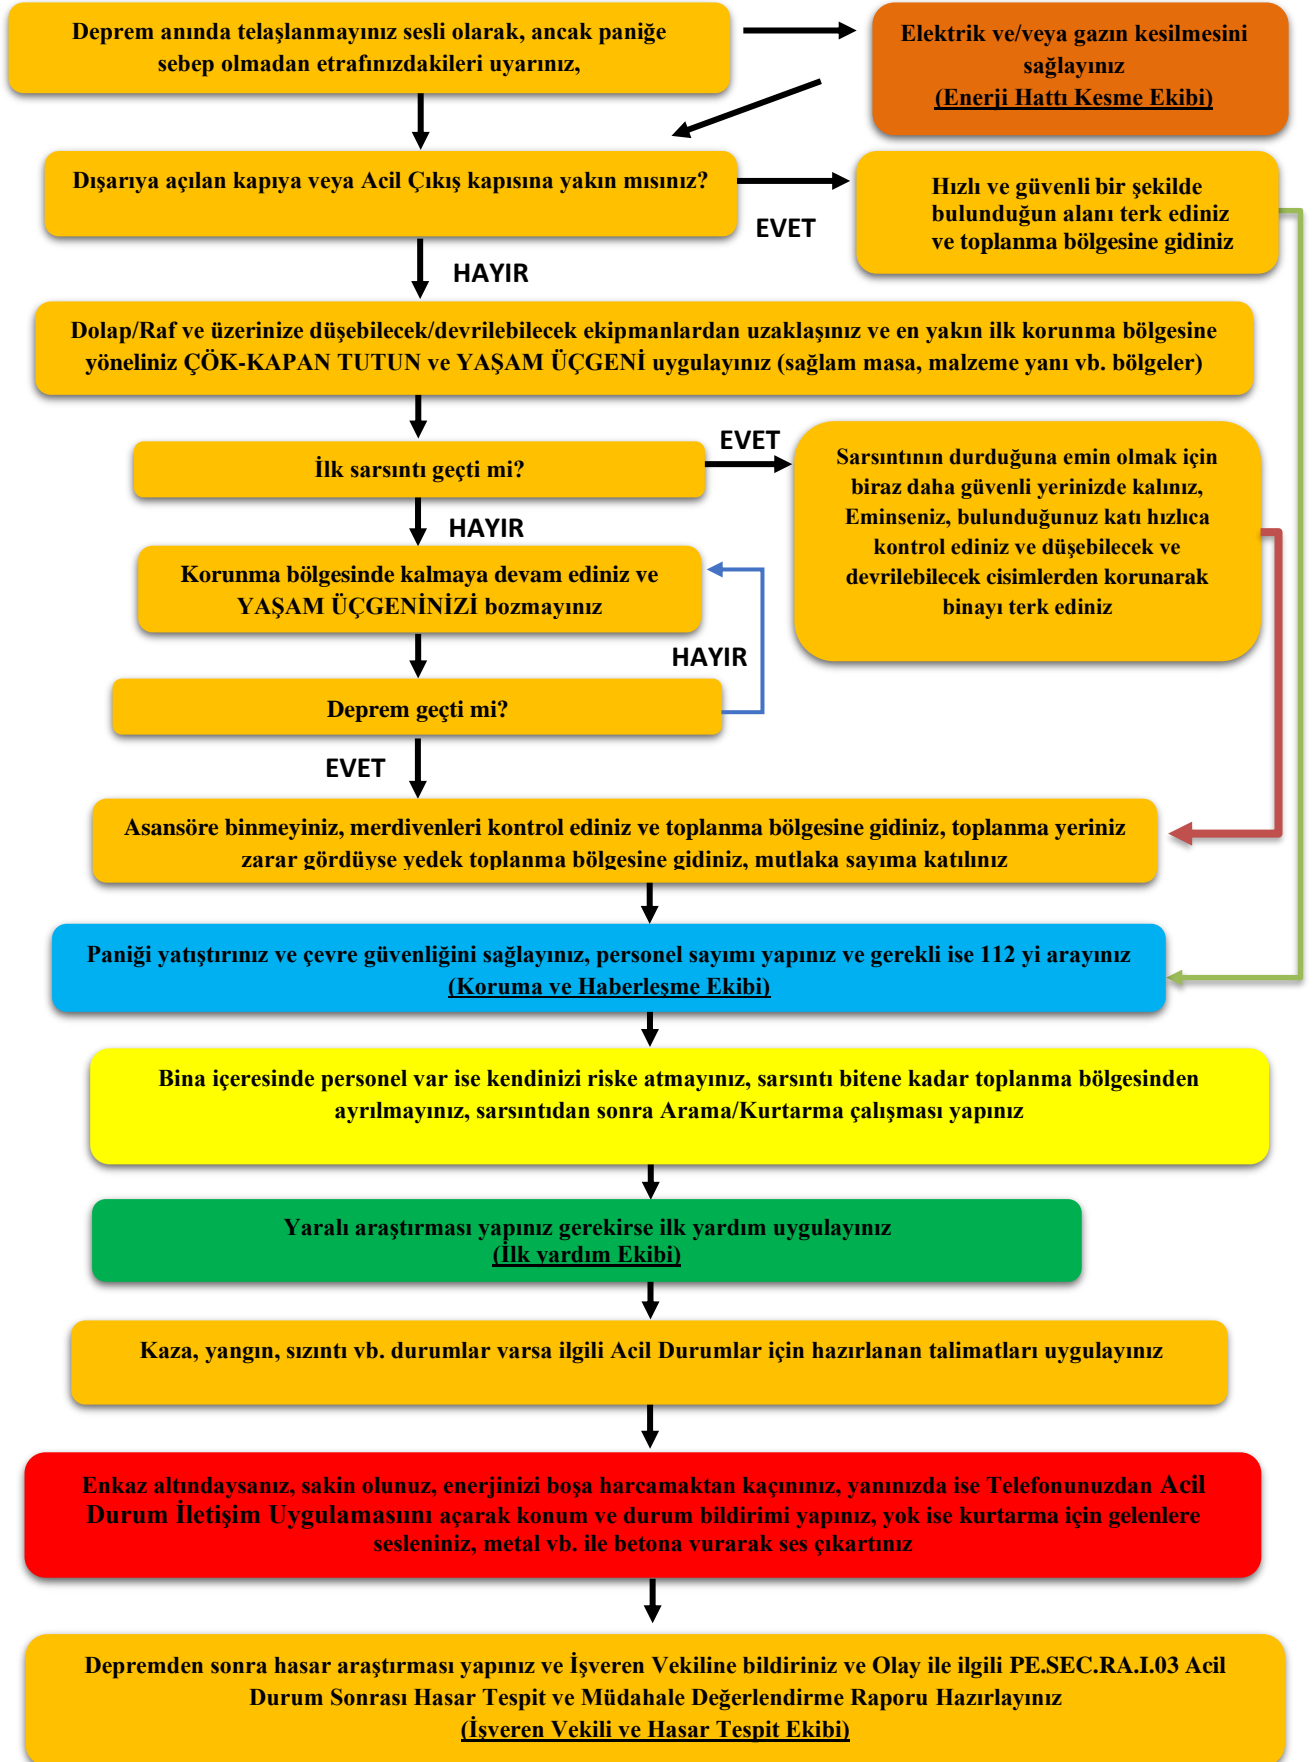 Deprem anında telaşlanmayınız sesli olarak, ancak paniğe
sebep olmadan etrafınızdakileri uyarınız,
Elektrik ve/veya gazın kesilmesini
sağlayınız
(Enerji Hattı Kesme Ekibi)
Dışarıya açılan kapıya veya Acil Çıkış kapısına yakın mısınız?
EVET
Hızlı ve güvenli bir şekilde
bulunduğun alanı terk ediniz
ve toplanma bölgesine gidiniz
HAYIR
Dolap/Raf ve üzerinize düşebilecek/devrilebilecek ekipmanlardan uzaklaşınız ve en yakın ilk korunma bölgesine
yöneliniz ÇÖK-KAPAN TUTUN ve YAŞAM ÜÇGENİ uygulayınız (sağlam masa, malzeme yanı vb. bölgeler)
İlk sarsıntı geçti mi?
EVET
Sarsıntının durduğuna emin olmak için
biraz daha güvenli yerinizde kalınız,
Eminseniz, bulunduğunuz katı hızlıca
kontrol ediniz ve düşebilecek ve
devrilebilecek cisimlerden korunarak
binayı terk ediniz
HAYIR
Korunma bölgesinde kalmaya devam ediniz ve
YAŞAM ÜÇGENİNİZİ bozmayınız
HAYIR
Deprem geçti mi?
EVET
Asansöre binmeyiniz, merdivenleri kontrol ediniz ve toplanma bölgesine gidiniz, toplanma yeriniz
zarar gördüyse yedek toplanma bölgesine gidiniz, mutlaka sayıma katılınız
Paniği yatıştırınız ve çevre güvenliğini sağlayınız, personel sayımı yapınız ve gerekli ise 112 yi arayınız
(Koruma ve Haberleşme Ekibi)
Bina içeresinde personel var ise kendinizi riske atmayınız, sarsıntı bitene kadar toplanma bölgesinden
ayrılmayınız, sarsıntıdan sonra Arama/Kurtarma çalışması yapınız
Yaralı araştırması yapınız gerekirse ilk yardım uygulayınız
(İlk yardım Ekibi)
Kaza, yangın, sızıntı vb. durumlar varsa ilgili Acil Durumlar için hazırlanan talimatları uygulayınız
Enkaz altındaysanız, sakin olunuz, enerjinizi boşa harcamaktan kaçınınız, yanınızda ise Telefonunuzdan Acil
Durum İletişim Uygulamasıını açarak konum ve durum bildirimi yapınız, yok ise kurtarma için gelenlere
sesleniniz, metal vb. ile betona vurarak ses çıkartınız
Depremden sonra hasar araştırması yapınız ve İşveren Vekiline bildiriniz ve Olay ile ilgili PE.SEC.RA.I.03 Acil
Durum Sonrası Hasar Tespit ve Müdahale Değerlendirme Raporu Hazırlayınız
(İşveren Vekili ve Hasar Tespit Ekibi)